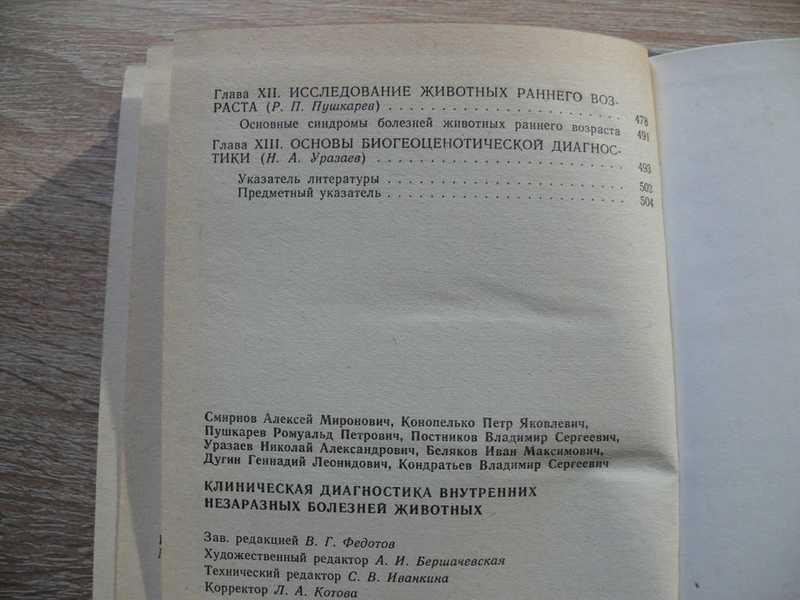 Глава XII. ИССЛЕДОВАНИЕ ЖИВОТНЫХ РАННЕГО ВОЗ-
РАСТА (Р. П. Пушкарев) . . . . . . . . . . . . . . . . . . . . 478
Основные синдромы болезней животных раннего возраста 491
Глава XIII. ОСНОВЫ БИОГЕОЦЕНОТИЧЕСКОЙ ДИАГНОС-
ТИКИ (Н. А. Уразаев) . . . . . . . . . . . . . . . . . . . . . 493
Указатель литературы . . . . . . . . . . . . . . . . . . . . 502
Предметный указатель . . . . . . . . . . . . . . . . . . . . 504
Смирнов Алексей Миронович, Конопелько Петр Яковлевич,
Пушкарев Ромуальд Петрович, Постников Владимир Сергеевич,
Уразаев Николай Александрович, Беляков Иван Максимович,
Дугин Геннадий Леонидович, Кондратьев Владимир Сергеевич
КЛИНИЧЕСКАЯ ДИАГНОСТИКА ВНУТРЕННИХ
НЕЗАРАЗНЫХ БОЛЕЗНЕЙ ЖИВОТНЫХ
Зав. редакцией В. Г. Федотов
Художественный редактор А. И. Бершачевская
Технический редактор С. В. Иванкина
Корректор Л. А. Котова